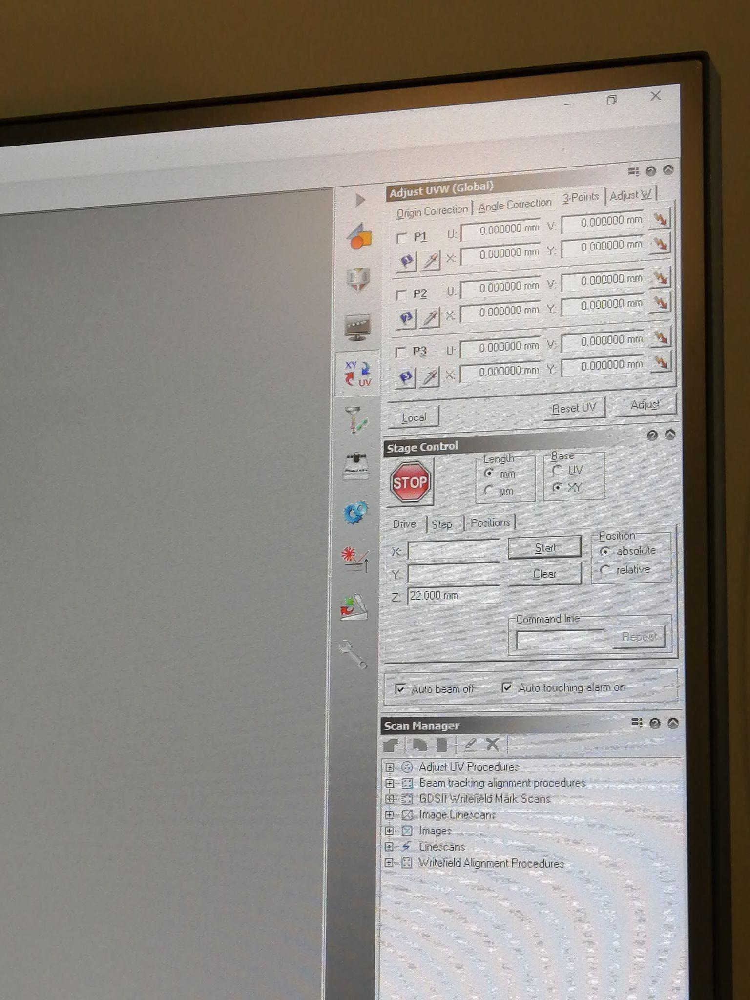 Adjust UVW (Global)
Origin Correction Angle Correction 3-Points Adjust W
P1 U: 0.000000 mm V: 0.000000 mm
1 X: 0.000000 mm Y: 0.000000 mm
P2 U: 0.000000 mm V: 0.000000 mm
2 X: 0.000000 mm Y: 0.000000 mm
P3 U: 0.000000 mm V: 0.000000 mm
3 X: 0.000000 mm Y: 0.000000 mm
XY
UV
Local Reset UV Adjust
Stage Control
STOP
Length Base
mm UV
µm XY
Drive Step Positions
X: Start Position
absolute
Y: Clear relative
Z: 22.000 mm
Command line
Repeat
Auto beam off Auto touching alarm on
Scan Manager
Adjust UV Procedures
Beam tracking alignment procedures
GDSII Writefield Mark Scans
Image Linescans
Images
Linescans
Writefield Alignment Procedures